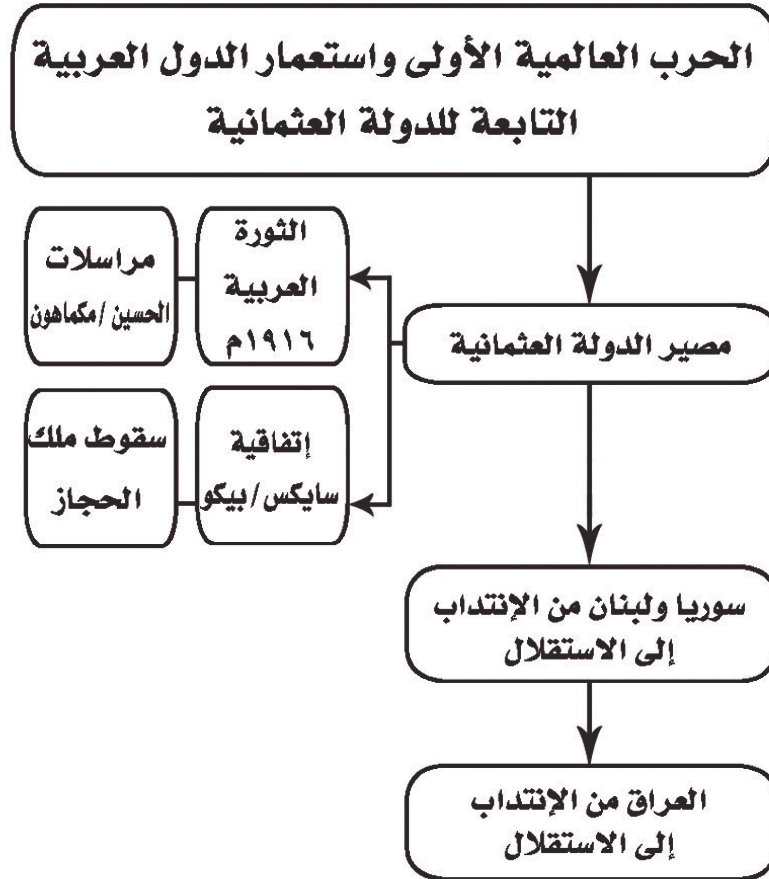 الحرب العالمية الأولى واستعمار الدول العربية
التابعة للدولة العثمانية
مصير الدولة العثمانية
الثورة
العربية
١٩١٦م
مراسلات
الحسين / مكماهون
إتفاقية
سايكس / بيكو
سقوط ملك
الحجاز
سوريا ولبنان من الإنتداب
إلى الاستقلال
العراق من الإنتداب
إلى الاستقلال